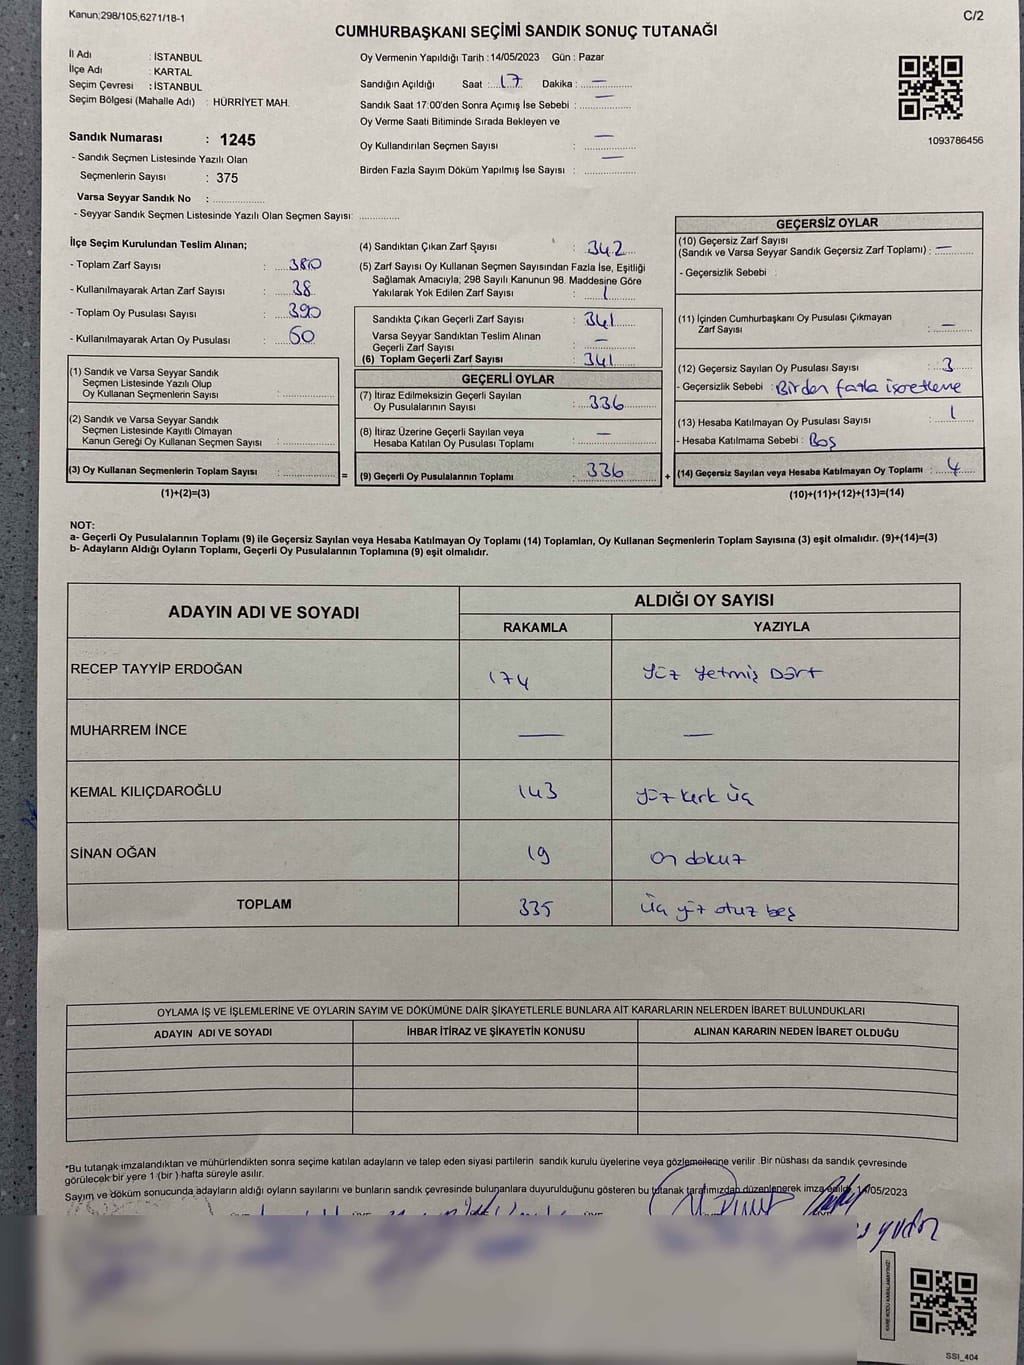 Kanun;298/105,6271/18-1
C/2
CUMHURBAŞKANI SEÇİMİ SANDIK SONUÇ TUTANAĞI
İl Adı : İSTANBUL
İlçe Adı : KARTAL
Seçim Çevresi : İSTANBUL
Seçim Bölgesi (Mahalle Adı) : HÜRRİYET MAH.
Sandık Numarası : 1245
- Sandık Seçmen Listesinde Yazılı Olan
Seçmenlerin Sayısı : 375
Varsa Seyyar Sandık No : ................
- Seyyar Sandık Seçmen Listesinde Yazılı Olan Seçmen Sayısı: .............
Oy Vermenin Yapıldığı Tarih : 14/05/2023 Gün : Pazar
Sandığın Açıldığı Saat : 17 Dakika : —
Sandık Saat 17:00'den Sonra Açımış İse Sebebi : —
Oy Verme Saati Bitiminde Sırada Bekleyen ve
Oy Kullandırılan Seçmen Sayısı : —
Birden Fazla Sayım Döküm Yapılmış İse Sayısı : —
1093786456
İlçe Seçim Kurulundan Teslim Alınan;
- Toplam Zarf Sayısı : 380
- Kullanılmayarak Artan Zarf Sayısı : 38
- Toplam Oy Pusulası Sayısı : 390
- Kullanılmayarak Artan Oy Pusulası : 50
(1) Sandık ve Varsa Seyyar Sandık
Seçmen Listesinde Yazılı Olup
Oy Kullanan Seçmenlerin Sayısı : ................
(2) Sandık ve Varsa Seyyar Sandık
Seçmen Listesinde Kayıtlı Olmayan
Kanun Gereği Oy Kullanan Seçmen Sayısı : ................
(3) Oy Kullanan Seçmenlerin Toplam Sayısı : ................
(1)+(2)=(3)
(4) Sandıktan Çıkan Zarf Sayısı : 342
(5) Zarf Sayısı Oy Kullanan Seçmen Sayısından Fazla İse, Eşitliği
Sağlamak Amacıyla; 298 Sayılı Kanunun 98. Maddesine Göre
Yakılarak Yok Edilen Zarf Sayısı : 1
Sandıkta Çıkan Geçerli Zarf Sayısı : 341
Varsa Seyyar Sandıktan Teslim Alınan
Geçerli Zarf Sayısı : —
(6) Toplam Geçerli Zarf Sayısı : 341
GEÇERLİ OYLAR
(7) İtiraz Edilmeksizin Geçerli Sayılan
Oy Pusulalarının Sayısı : 336
(8) İtiraz Üzerine Geçerli Sayılan veya
Hesaba Katılan Oy Pusulası Toplamı : —
= (9) Geçerli Oy Pusulalarının Toplamı : 336 +
GEÇERSİZ OYLAR
(10) Geçersiz Zarf Sayısı
(Sandık ve Varsa Seyyar Sandık Geçersiz Zarf Toplamı) : —
- Geçersizlik Sebebi :
(11) İçinden Cumhurbaşkanı Oy Pusulası Çıkmayan
Zarf Sayısı : —
(12) Geçersiz Sayılan Oy Pusulası Sayısı : 3
- Geçersizlik Sebebi : Birden fazla işaretleme
(13) Hesaba Katılmayan Oy Pusulası Sayısı : 1
- Hesaba Katılmama Sebebi : Boş
(14) Geçersiz Sayılan veya Hesaba Katılmayan Oy Toplamı : 4
(10)+(11)+(12)+(13)=(14)
NOT:
a- Geçerli Oy Pusulalarının Toplamı (9) ile Geçersiz Sayılan veya Hesaba Katılmayan Oy Toplamı (14) Toplamları, Oy Kullanan Seçmenlerin Toplam Sayısına (3) eşit olmalıdır. (9)+(14)=(3)
b- Adayların Aldığı Oyların Toplamı, Geçerli Oy Pusulalarının Toplamına (9) eşit olmalıdır.
ADAYIN ADI VE SOYADI
ALDIĞI OY SAYISI
RAKAMLA YAZIYLA
RECEP TAYYİP ERDOĞAN 174 Yüz Yetmiş Dört
MUHARREM İNCE — —
KEMAL KILIÇDAROĞLU 143 Yüz kırk üç
SİNAN OĞAN 19 on dokuz
TOPLAM 335 Üç yüz otuz beş
OYLAMA İŞ VE İŞLEMLERİNE VE OYLARIN SAYIM VE DÖKÜMÜNE DAİR ŞİKAYETLERLE BUNLARA AİT KARARLARIN NELERDEN İBARET BULUNDUKLARI
ADAYIN ADI VE SOYADI İHBAR İTİRAZ VE ŞİKAYETİN KONUSU ALINAN KARARIN NEDEN İBARET OLDUĞU
*Bu tutanak imzalandıktan ve mühürlendikten sonra seçime katılan adayların ve talep eden siyasi partilerin sandık kurulu üyelerine veya gözlemcilerine verilir .Bir nüshası da sandık çevresinde
görülecek bir yere 1 (bir ) hafta süreyle asılır.
Sayım ve döküm sonucunda adayların aldığı oyların sayılarını ve bunların sandık çevresinde bulunanlara duyurulduğunu gösteren bu tutanak tarafımızdan düzenlenerek imza edildi. 14/05/2023
KARE KODU KARALAMAYINIZ!
SSI_404